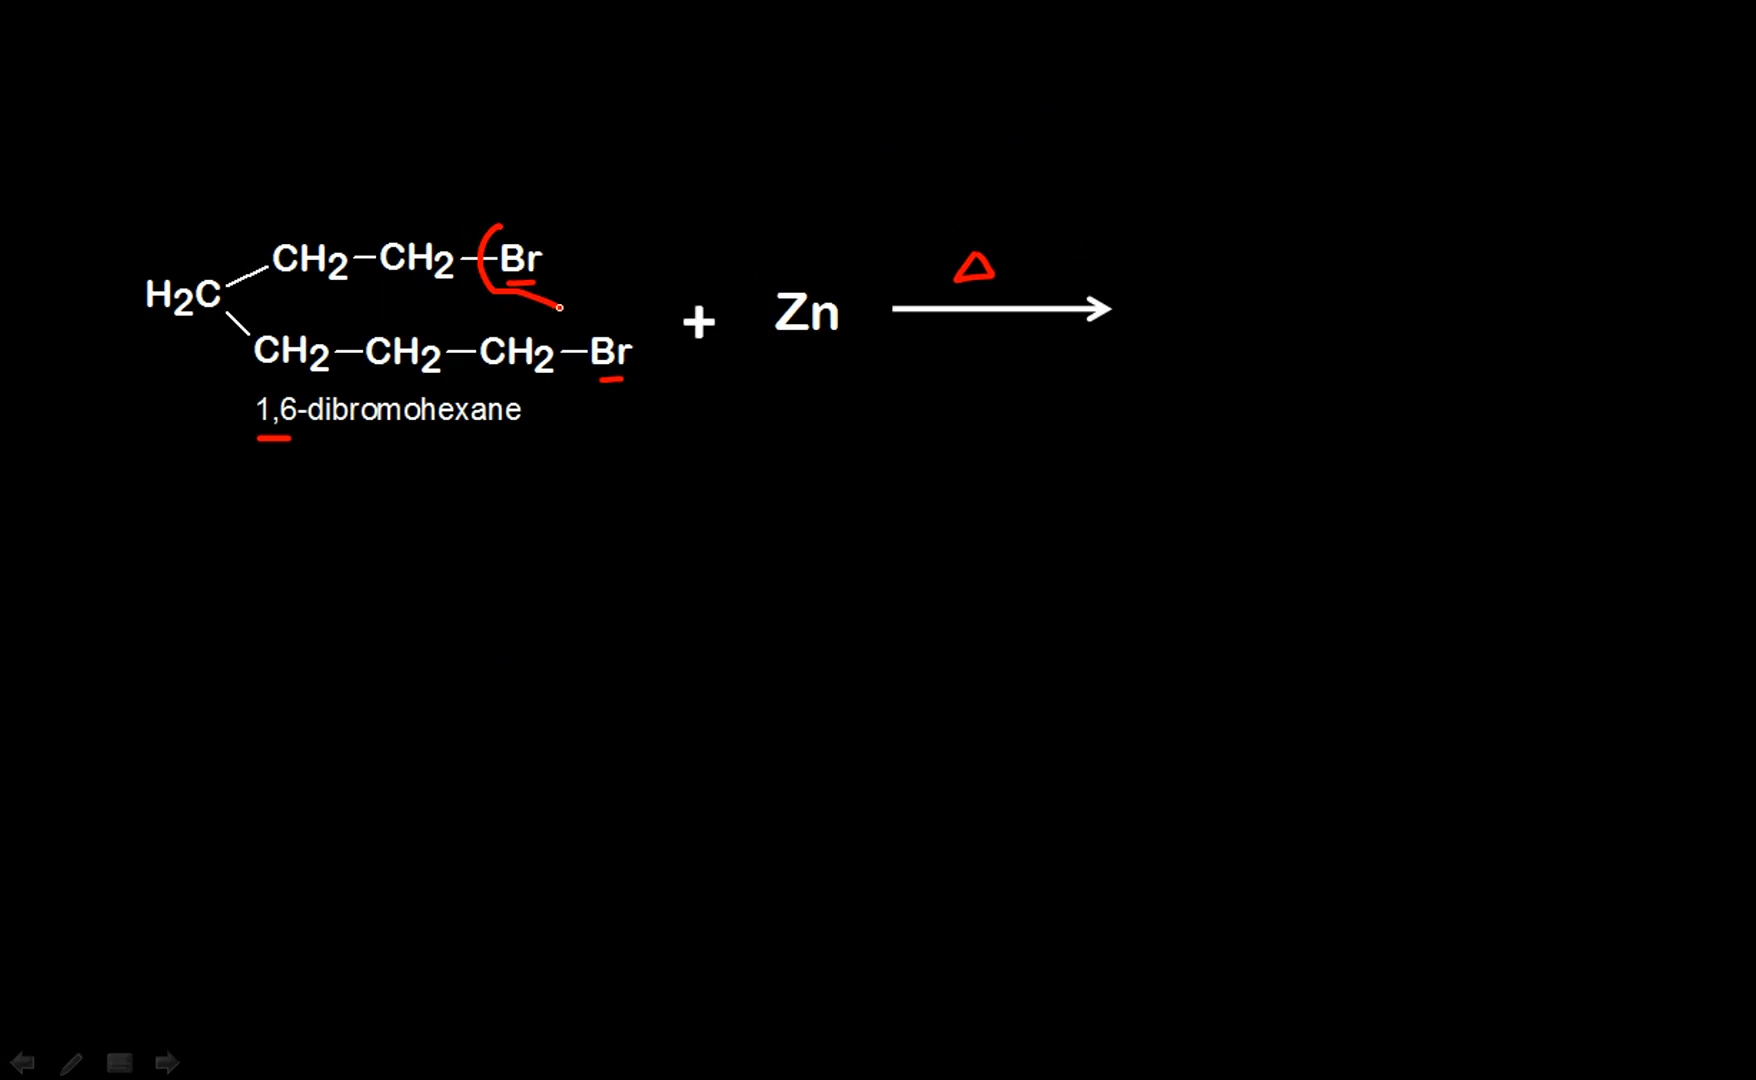 CH2-CH2-Br
H2C
CH2-CH2-CH2-Br
+ Zn
Δ
1,6-dibromohexane